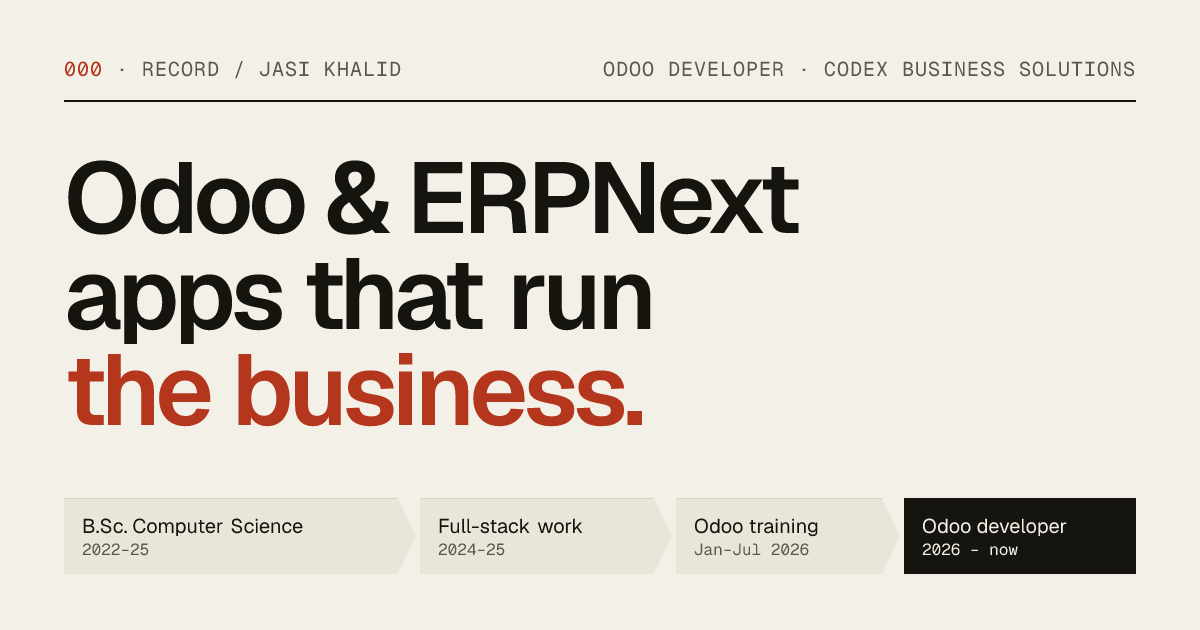 000 · RECORD / JASI KHALID
ODOO DEVELOPER · CODEX BUSINESS SOLUTIONS
Odoo & ERPNext
apps that run
the business.
B.Sc. Computer Science
2022–25
Full-stack work
2024–25
Odoo training
Jan–Jul 2026
Odoo developer
2026 – now